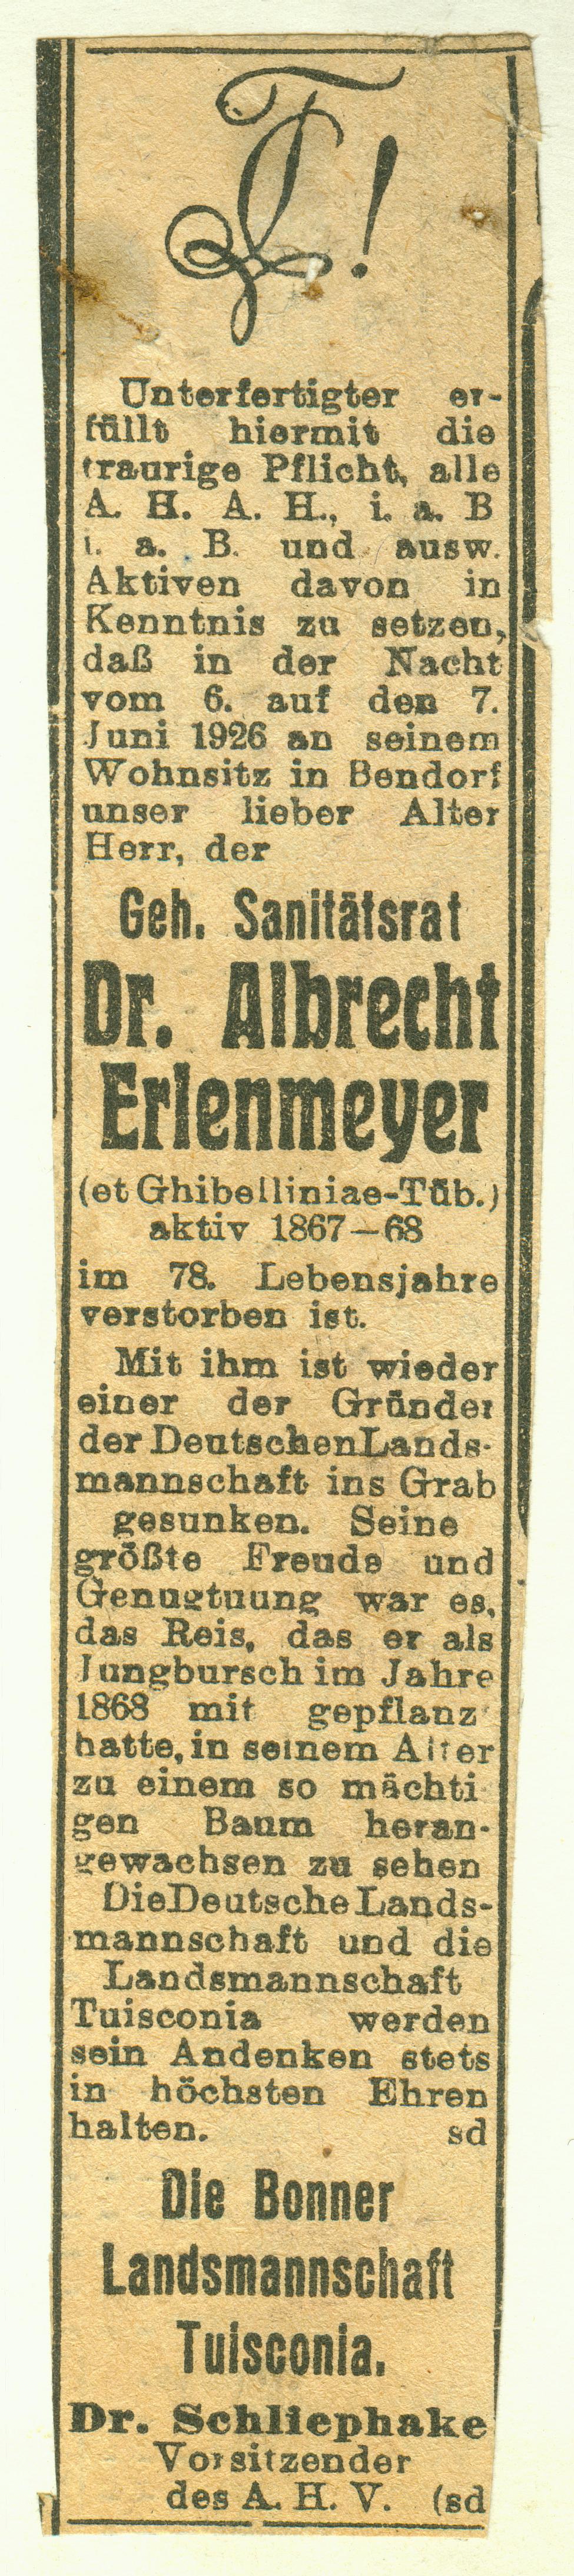 Unterfertigter er-
füllt hiermit die
traurige Pflicht, alle
A. H. A. H., i. a. B
i. a. B. und ausw.
Aktiven davon in
Kenntnis zu setzen,
daß in der Nacht
vom 6. auf den 7.
Juni 1926 an seinem
Wohnsitz in Bendorf
unser lieber Alter
Herr, der
Geh. Sanitätsrat
Dr. Albrecht
Erlenmeyer
(et Ghibelliniae-Tüb.)
aktiv 1867—68
im 78. Lebensjahre
verstorben ist.
Mit ihm ist wieder
einer der Gründer
der Deutschen Lands-
mannschaft ins Grab
gesunken. Seine
größte Freude und
Genugtuung war es,
das Reis, das er als
Jungbursch im Jahre
1868 mit gepflanz
hatte, in seinem Alter
zu einem so mächti
gen Baum heran-
gewachsen zu sehen
Die Deutsche Lands-
mannschaft und die
Landsmannschaft
Tuisconia werden
sein Andenken stets
in höchsten Ehren
halten. sd
Die Bonner
Landsmannschaft
Tuisconia.
Dr. Schliephake
Vorsitzender
des A. H. V. (sd